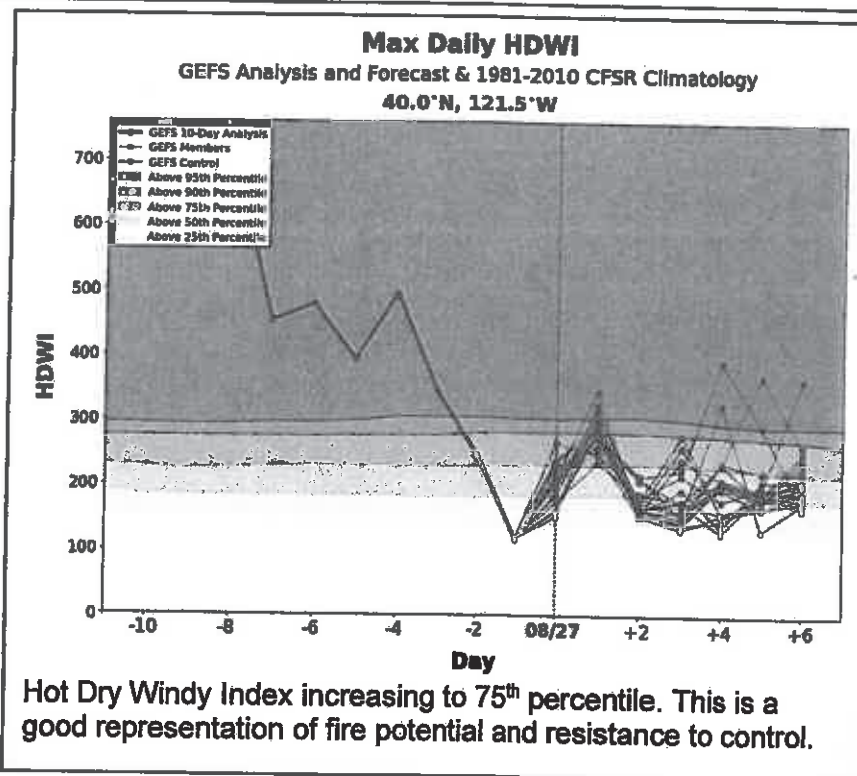 Max Daily HDWI
GEFS Analysis and Forecast & 1981-2010 CFSR Climatology
40.0°N, 121.5°W
GEFS 10-Day Analysis
GEFS Members
GEFS Control
Above 95th Percentile
Above 90th Percentile
Above 75th Percentile
Above 50th Percentile
Above 25th Percentile
700
600
500
400
300
200
100
0
HDWI
-10 -8 -6 -4 -2 08/27 +2 +4 +6
Day
Hot Dry Windy Index increasing to 75th percentile. This is a
good representation of fire potential and resistance to control.